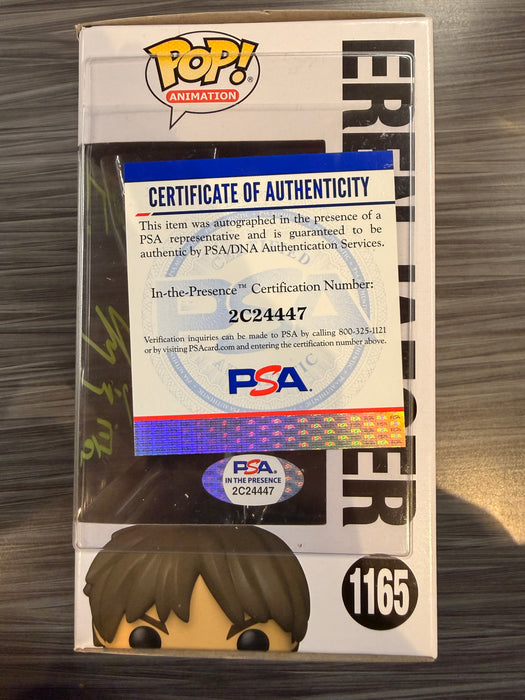 POP!
ANIMATION
CERTIFICATE OF AUTHENTICITY
This item was autographed in the presence of a
PSA representative and is guaranteed to be
authentic by PSA/DNA Authentication Services.
In-the-Presence™ Certification Number:
2C24447
Verification inquiries can be made to PSA by calling 800-325-1121
or by visiting PSAcard.com and entering the certification number above.
PSA
PSA
IN THE PRESENCE
2C24447
1165
EREN